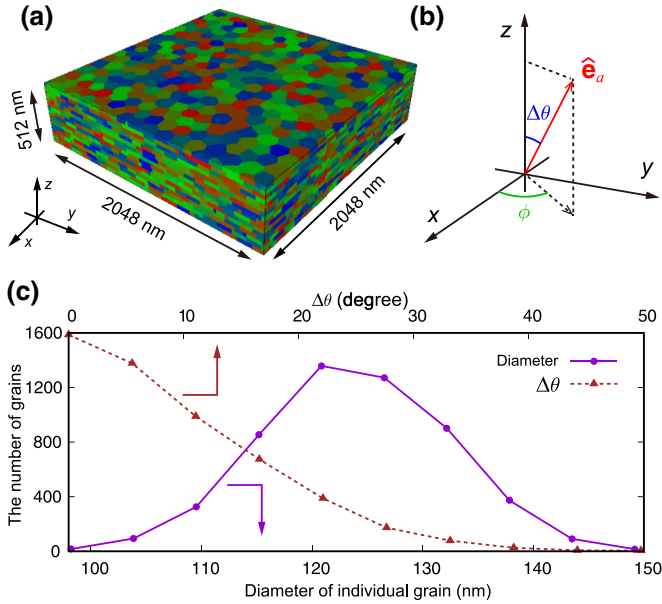 (a)
512 nm
2048 nm
2048 nm
z
y
x
(b)
z
ê_a
Δθ
y
x
ϕ
(c)
Δθ (degree)
0 10 20 30 40 50
1600
1200
800
400
0
The number of grains
Diameter
Δθ
100 110 120 130 140 150
Diameter of individual grain (nm)